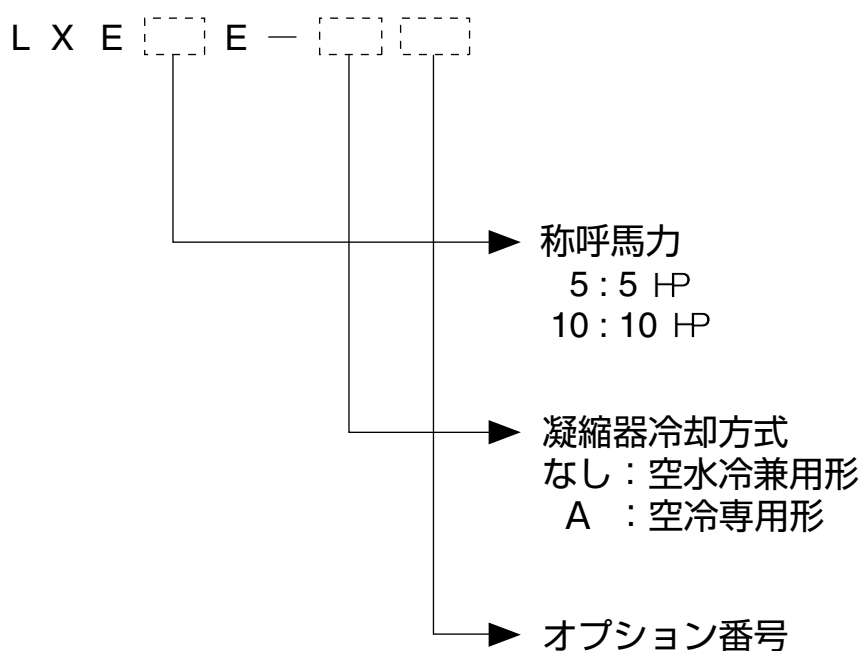 LXE E－
称呼馬力
5：5 HP
10：10 HP
凝縮器冷却方式
なし：空水冷兼用形
A ：空冷専用形
オプション番号